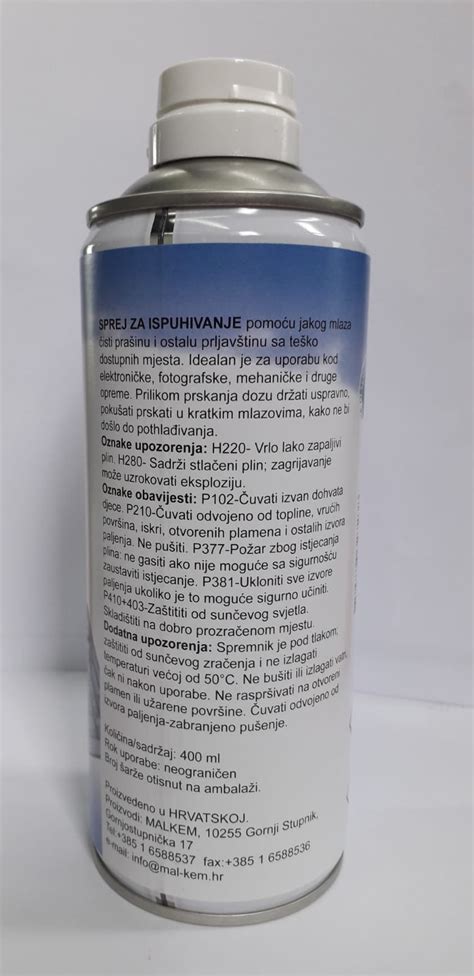 SPREJ ZA ISPUHIVANJE pomoću jakog mlaza
čisti prašinu i ostalu prljavštinu sa teško
dostupnih mjesta. Idealan je za uporabu kod
elektroničke, fotografske, mehaničke i druge
opreme. Prilikom prskanja dozu držati uspravno,
pokušati prskati u kratkim mlazovima, kako ne bi
došlo do pothlađivanja.
Oznake upozorenja: H220- Vrlo lako zapaljivi
plin. H280- Sadrži stlačeni plin; zagrijavanje
može uzrokovati eksploziju.
Oznake obavijesti: P102-Čuvati izvan dohvata
djece. P210-Čuvati odvojeno od topline, vrućih
površina, iskri, otvorenih plamena i ostalih izvora
paljenja. Ne pušiti. P377-Požar zbog istjecanja
plina: ne gasiti ako nije moguće sa sigurnošću
zaustaviti istjecanje. P381-Ukloniti sve izvore
paljenja ukoliko je to moguće sigurno učiniti.
P410+403-Zaštititi od sunčevog svjetla.
Skladištiti na dobro prozračenom mjestu.
Dodatna upozorenja: Spremnik je pod tlakom;
zaštititi od sunčevog zračenja i ne izlagati
temperaturi većoj od 50°C. Ne bušiti ili izlagati vatri,
čak ni nakon uporabe. Ne raspršivati na otvoreni
plamen ili užarene površine. Čuvati odvojeno od
izvora paljenja-zabranjeno pušenje.
Količina/sadržaj: 400 ml
Rok uporabe: neograničen
Broj šarže otisnut na ambalaži.
Proizvedeno u HRVATSKOJ.
Proizvodi: MALKEM, 10255 Gornji Stupnik,
Gornjostupnička 17
Tel:+385 1 6588537 fax:+385 1 6588536
e-mail: info@mal-kem.hr